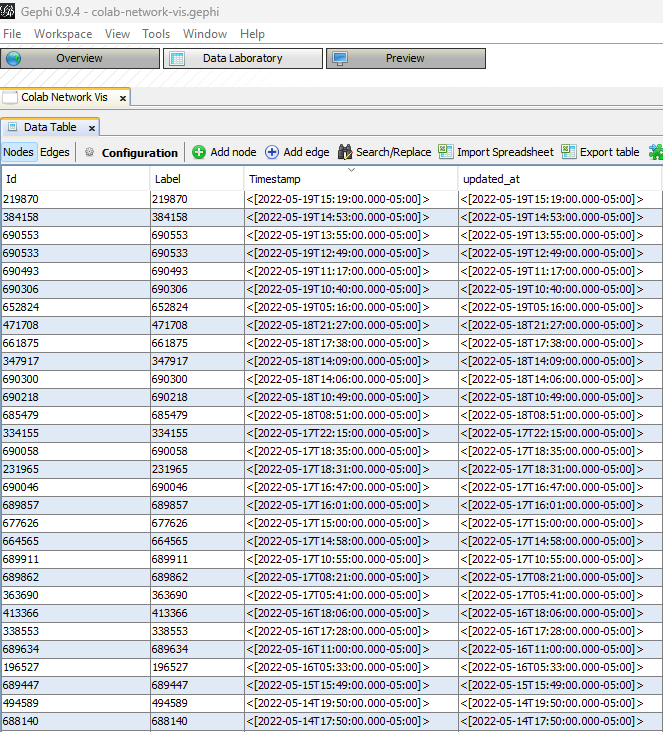 Gephi 0.9.4 - colab-network-vis.gephi
File Workspace View Tools Window Help
Overview Data Laboratory Preview
Colab Network Vis x
Data Table x
Nodes Edges Configuration Add node Add edge Search/Replace Import Spreadsheet Export table
Id Label Timestamp updated_at
219870 219870 <[2022-05-19T15:19:00.000-05:00]> <[2022-05-19T15:19:00.000-05:00]>
384158 384158 <[2022-05-19T14:53:00.000-05:00]> <[2022-05-19T14:53:00.000-05:00]>
690553 690553 <[2022-05-19T13:55:00.000-05:00]> <[2022-05-19T13:55:00.000-05:00]>
690533 690533 <[2022-05-19T12:49:00.000-05:00]> <[2022-05-19T12:49:00.000-05:00]>
690493 690493 <[2022-05-19T11:17:00.000-05:00]> <[2022-05-19T11:17:00.000-05:00]>
690306 690306 <[2022-05-19T10:40:00.000-05:00]> <[2022-05-19T10:40:00.000-05:00]>
652824 652824 <[2022-05-19T05:16:00.000-05:00]> <[2022-05-19T05:16:00.000-05:00]>
471708 471708 <[2022-05-18T21:27:00.000-05:00]> <[2022-05-18T21:27:00.000-05:00]>
661875 661875 <[2022-05-18T17:38:00.000-05:00]> <[2022-05-18T17:38:00.000-05:00]>
347917 347917 <[2022-05-18T14:09:00.000-05:00]> <[2022-05-18T14:09:00.000-05:00]>
690300 690300 <[2022-05-18T14:06:00.000-05:00]> <[2022-05-18T14:06:00.000-05:00]>
690218 690218 <[2022-05-18T10:49:00.000-05:00]> <[2022-05-18T10:49:00.000-05:00]>
685479 685479 <[2022-05-18T08:51:00.000-05:00]> <[2022-05-18T08:51:00.000-05:00]>
334155 334155 <[2022-05-17T22:15:00.000-05:00]> <[2022-05-17T22:15:00.000-05:00]>
690058 690058 <[2022-05-17T18:35:00.000-05:00]> <[2022-05-17T18:35:00.000-05:00]>
231965 231965 <[2022-05-17T18:31:00.000-05:00]> <[2022-05-17T18:31:00.000-05:00]>
690046 690046 <[2022-05-17T16:47:00.000-05:00]> <[2022-05-17T16:47:00.000-05:00]>
689857 689857 <[2022-05-17T16:01:00.000-05:00]> <[2022-05-17T16:01:00.000-05:00]>
677626 677626 <[2022-05-17T15:00:00.000-05:00]> <[2022-05-17T15:00:00.000-05:00]>
664565 664565 <[2022-05-17T14:58:00.000-05:00]> <[2022-05-17T14:58:00.000-05:00]>
689911 689911 <[2022-05-17T10:55:00.000-05:00]> <[2022-05-17T10:55:00.000-05:00]>
689862 689862 <[2022-05-17T08:21:00.000-05:00]> <[2022-05-17T08:21:00.000-05:00]>
363690 363690 <[2022-05-17T05:41:00.000-05:00]> <[2022-05-17T05:41:00.000-05:00]>
413366 413366 <[2022-05-16T18:06:00.000-05:00]> <[2022-05-16T18:06:00.000-05:00]>
338553 338553 <[2022-05-16T17:28:00.000-05:00]> <[2022-05-16T17:28:00.000-05:00]>
689634 689634 <[2022-05-16T11:00:00.000-05:00]> <[2022-05-16T11:00:00.000-05:00]>
196527 196527 <[2022-05-16T05:33:00.000-05:00]> <[2022-05-16T05:33:00.000-05:00]>
689447 689447 <[2022-05-15T15:49:00.000-05:00]> <[2022-05-15T15:49:00.000-05:00]>
494589 494589 <[2022-05-14T19:50:00.000-05:00]> <[2022-05-14T19:50:00.000-05:00]>
688140 688140 <[2022-05-14T17:50:00.000-05:00]> <[2022-05-14T17:50:00.000-05:00]>